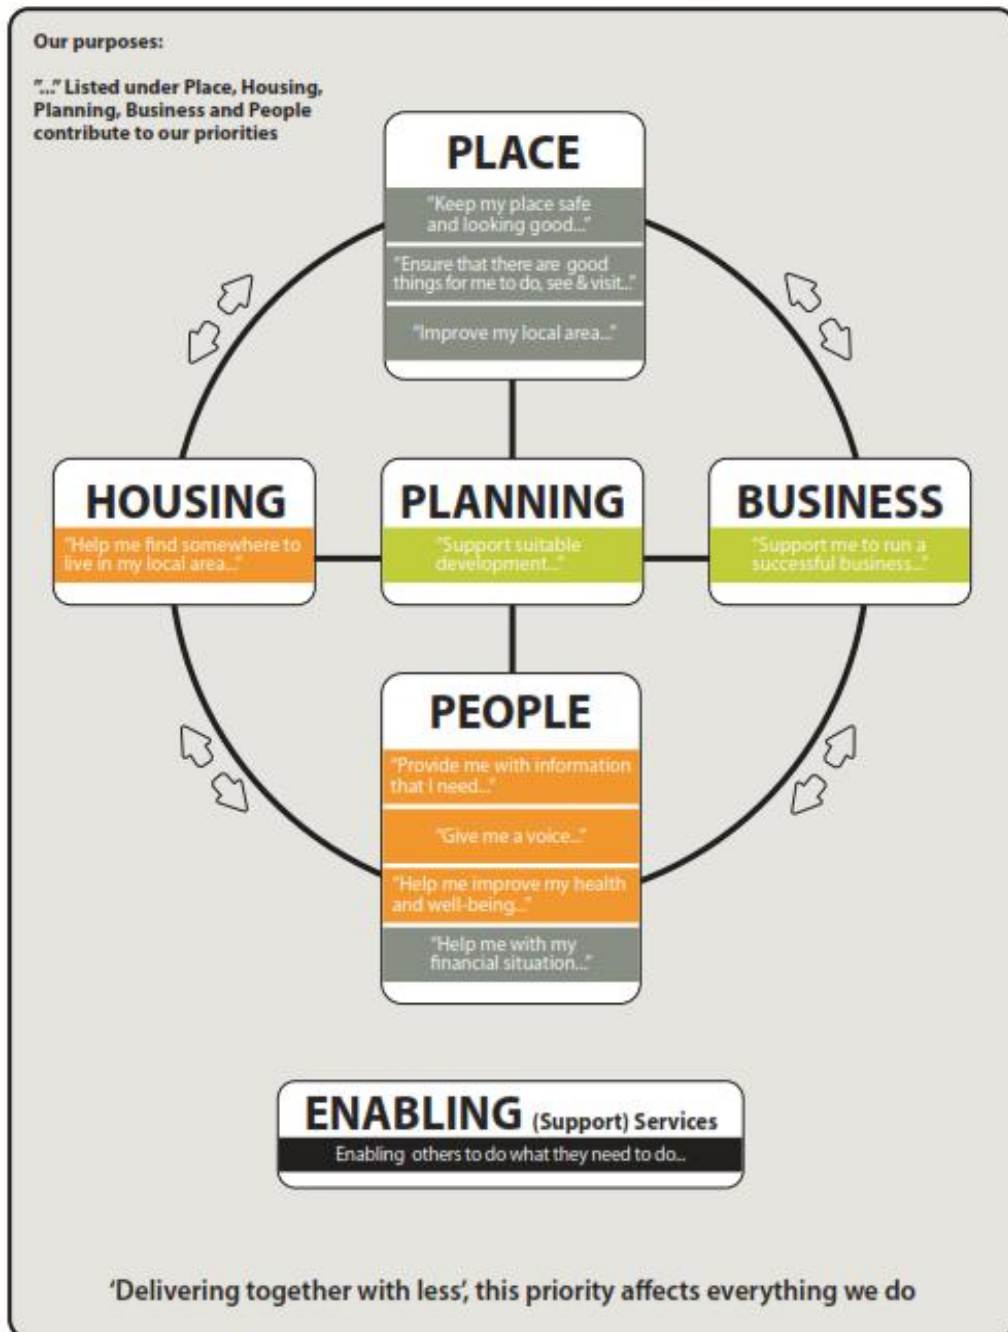 Our purposes:
"..." Listed under Place, Housing,
Planning, Business and People
contribute to our priorities
PLACE
"Keep my place safe
and looking good..."
"Ensure that there are good
things for me to do, see & visit..."
"Improve my local area..."
HOUSING
"Help me find somewhere to
live in my local area..."
PLANNING
"Support suitable
development..."
BUSINESS
"Support me to run a
successful business..."
PEOPLE
"Provide me with information
that I need..."
"Give me a voice..."
"Help me improve my health
and well-being..."
"Help me with my
financial situation..."
ENABLING (Support) Services
Enabling others to do what they need to do...
'Delivering together with less', this priority affects everything we do